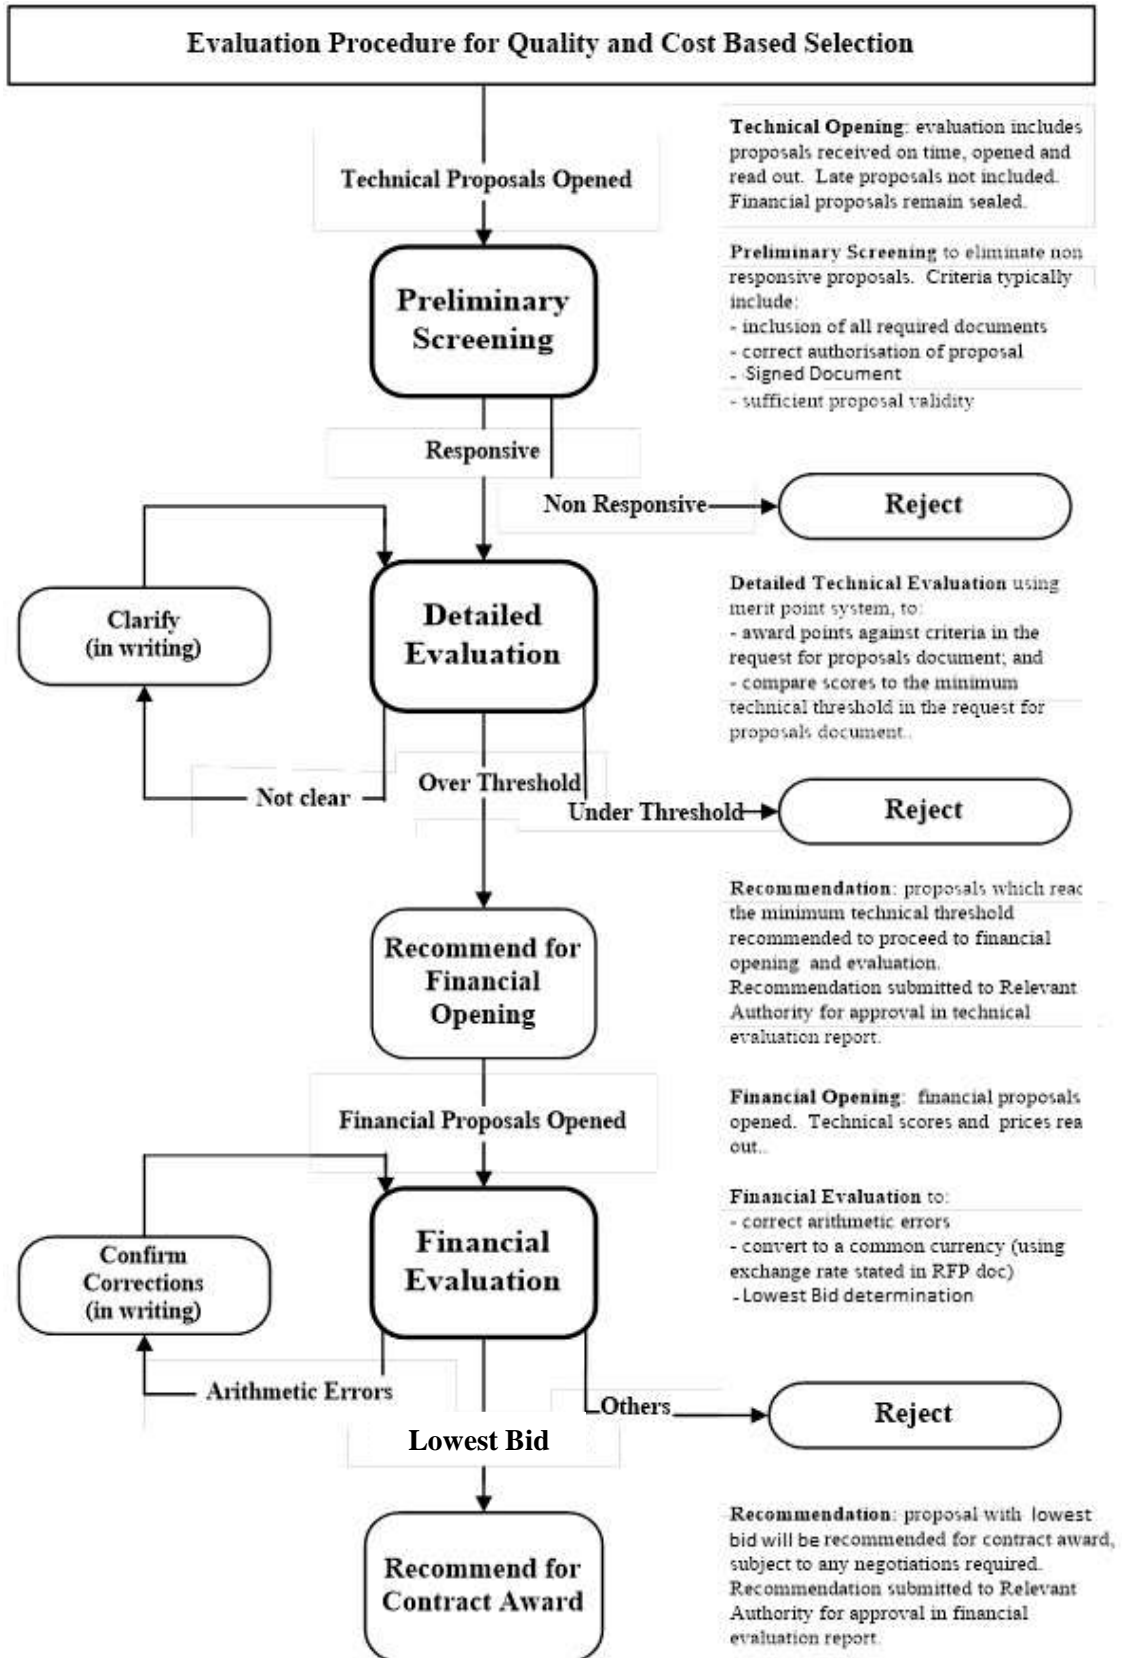 Evaluation Procedure for Quality and Cost Based Selection
Technical Proposals Opened
Technical Opening: evaluation includes
proposals received on time, opened and
read out. Late proposals not included.
Financial proposals remain sealed.
Preliminary
Screening
Preliminary Screening to eliminate non
responsive proposals. Criteria typically
include:
- inclusion of all required documents
- correct authorisation of proposal
- Signed Document
- sufficient proposal validity
Responsive
Non Responsive
Reject
Clarify
(in writing)
Detailed
Evaluation
Detailed Technical Evaluation using
merit point system, to:
- award points against criteria in the
request for proposals document; and
- compare scores to the minimum
technical threshold in the request for
proposals document..
Not clear
Over Threshold
Under Threshold
Reject
Recommend for
Financial
Opening
Recommendation: proposals which reac
the minimum technical threshold
recommended to proceed to financial
opening and evaluation.
Recommendation submitted to Relevant
Authority for approval in technical
evaluation report.
Financial Proposals Opened
Financial Opening: financial proposals
opened. Technical scores and prices rea
out..
Confirm
Corrections
(in writing)
Financial
Evaluation
Financial Evaluation to:
- correct arithmetic errors
- convert to a common currency (using
exchange rate stated in RFP doc)
- Lowest Bid determination
Arithmetic Errors
Others
Reject
Lowest Bid
Recommend for
Contract Award
Recommendation: proposal with lowest
bid will be recommended for contract award,
subject to any negotiations required.
Recommendation submitted to Relevant
Authority for approval in financial
evaluation report.